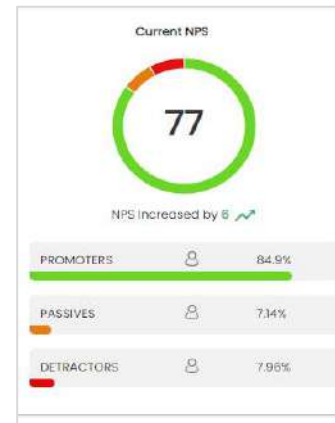 Current NPS
77
NPS Increased by 6
PROMOTERS 84.9%
PASSIVES 7.14%
DETRACTORS 7.96%